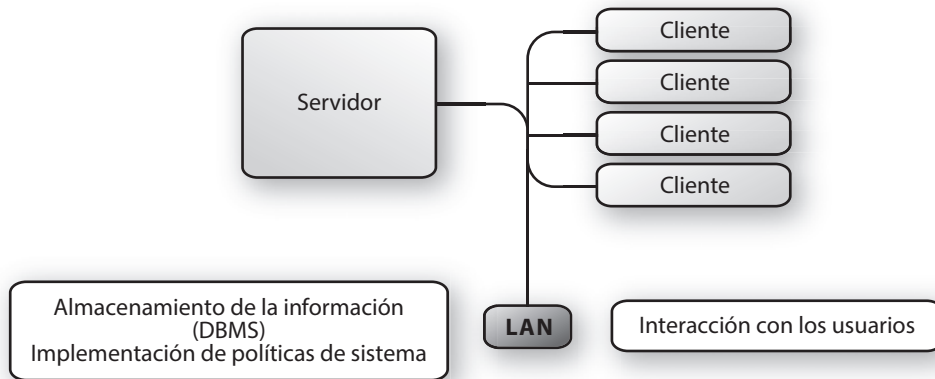 Servidor
Cliente
Cliente
Cliente
Cliente
Almacenamiento de la información
(DBMS)
Implementación de políticas de sistema
LAN
Interacción con los usuarios